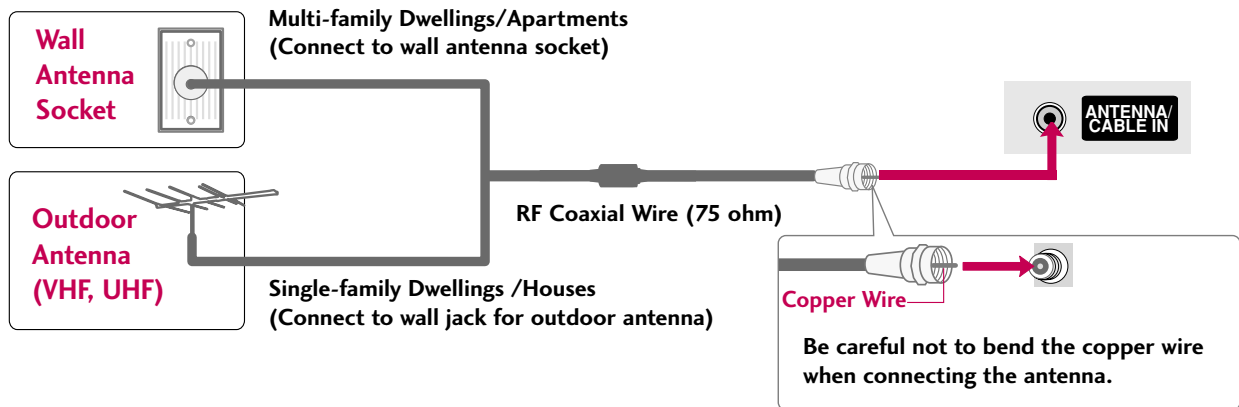 Wall
Antenna
Socket
Multi-family Dwellings/Apartments
(Connect to wall antenna socket)
ANTENNA/
CABLE IN
Outdoor
Antenna
(VHF, UHF)
RF Coaxial Wire (75 ohm)
Single-family Dwellings /Houses
(Connect to wall jack for outdoor antenna)
Copper Wire
Be careful not to bend the copper wire
when connecting the antenna.